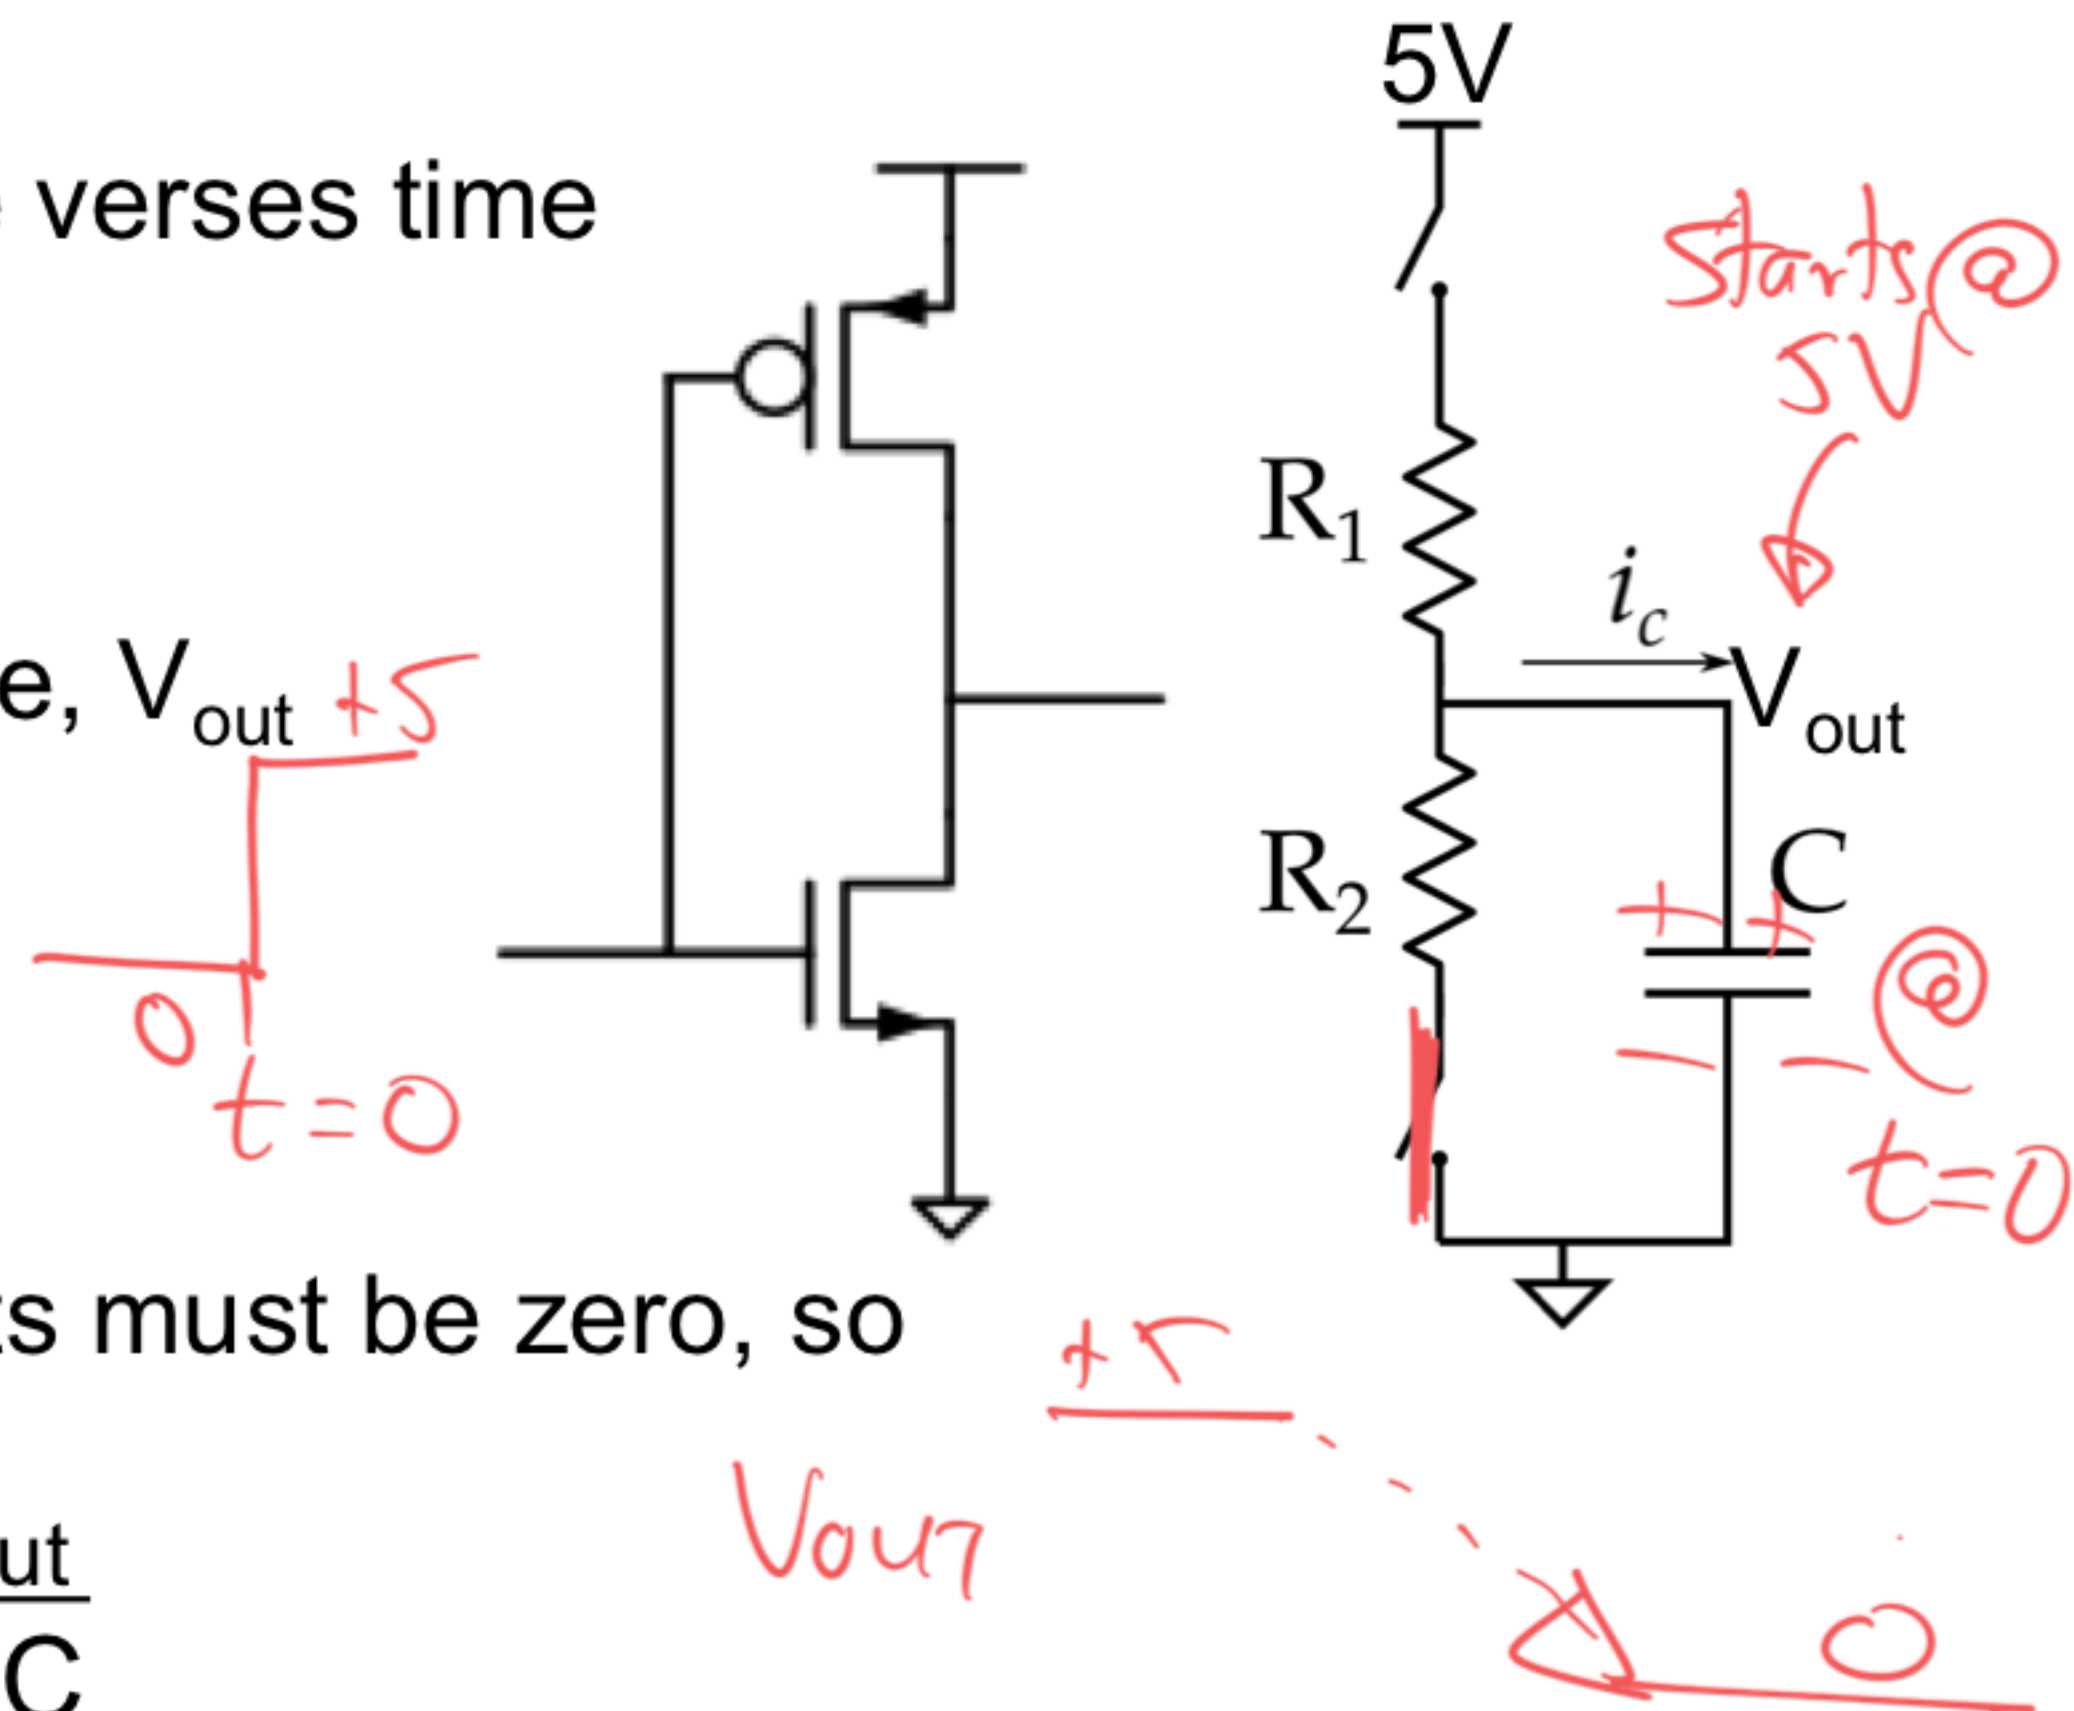 5V
verses time
Starts @
5V
R1
ic
e, Vout +5
Vout
R2
C
+ +
0
@
- -
t=0
t=0
ts must be zero, so
+5
Vout
ut
0
C